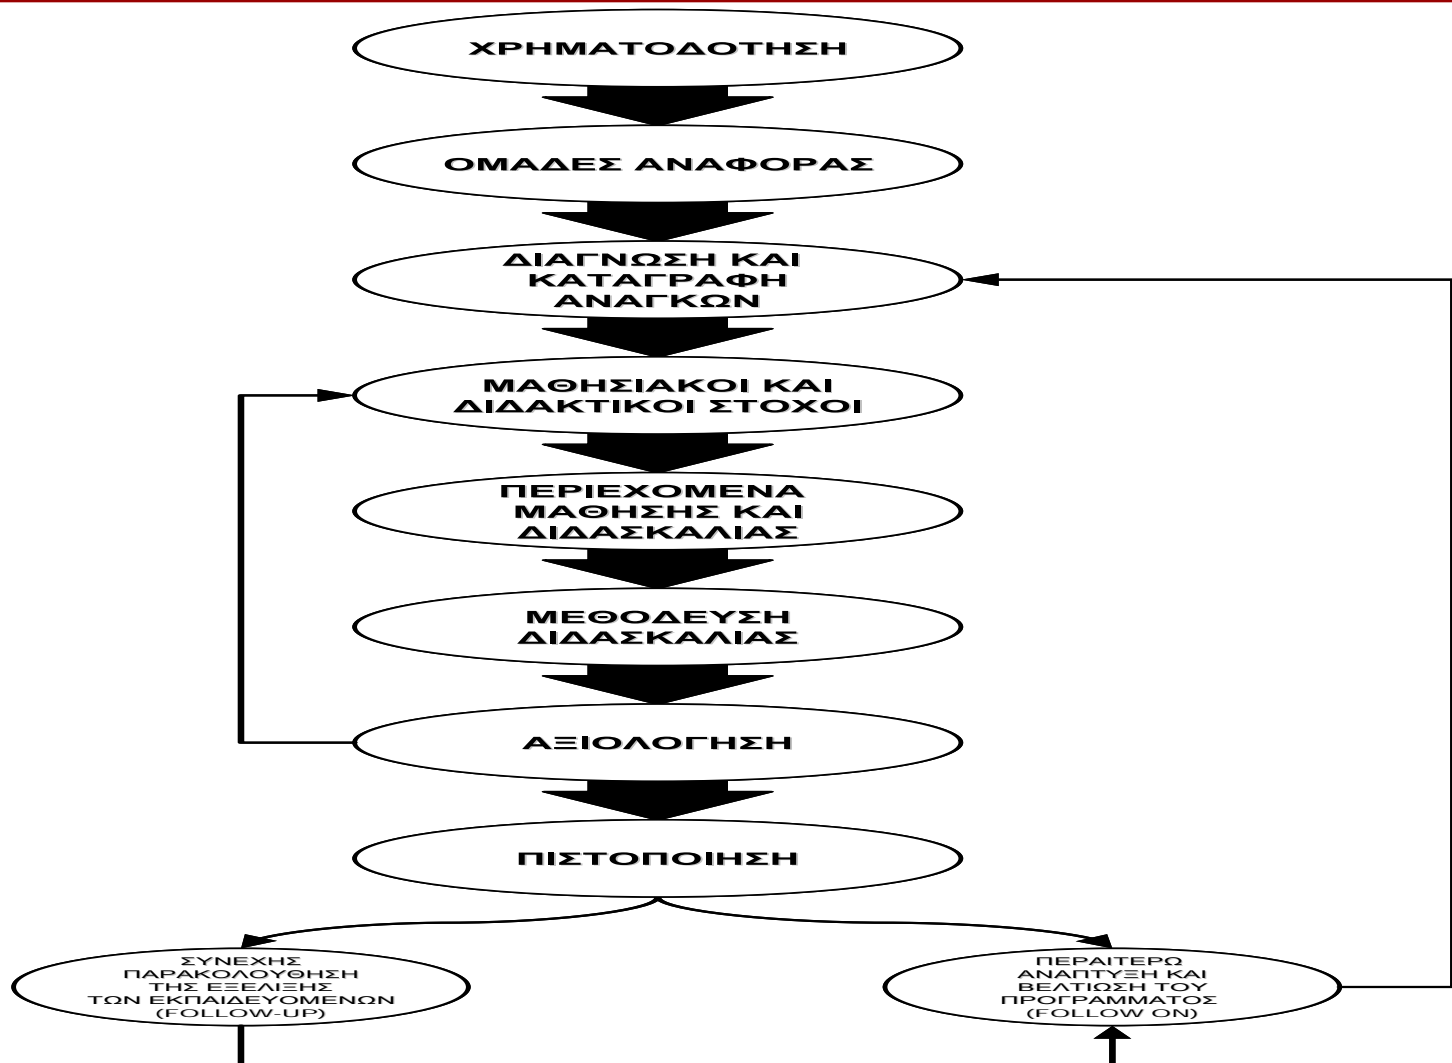 ΧΡΗΜΑΤΟΔΟΤΗΣΗ
ΟΜΑΔΕΣ ΑΝΑΦΟΡΑΣ
ΔΙΑΓΝΩΣΗ ΚΑΙ
ΚΑΤΑΓΡΑΦΗ
ΑΝΑΓΚΩΝ
ΜΑΘΗΣΙΑΚΟΙ ΚΑΙ
ΔΙΔΑΚΤΙΚΟΙ ΣΤΟΧΟΙ
ΠΕΡΙΕΧΟΜΕΝΑ
ΜΑΘΗΣΗΣ ΚΑΙ
ΔΙΔΑΣΚΑΛΙΑΣ
ΜΕΘΟΔΕΥΣΗ
ΔΙΔΑΣΚΑΛΙΑΣ
ΑΞΙΟΛΟΓΗΣΗ
ΠΙΣΤΟΠΟΙΗΣΗ
ΣΥΝΕΧΗΣ
ΠΑΡΑΚΟΛΟΥΘΗΣΗ
ΤΗΣ ΕΞΕΛΙΞΗΣ
ΤΩΝ ΕΚΠΑΙΔΕΥΟΜΕΝΩΝ
(FOLLOW-UP)
ΠΕΡΑΙΤΕΡΩ
ΑΝΑΠΤΥΞΗ ΚΑΙ
ΒΕΛΤΙΩΣΗ ΤΟΥ
ΠΡΟΓΡΑΜΜΑΤΟΣ
(FOLLOW ON)